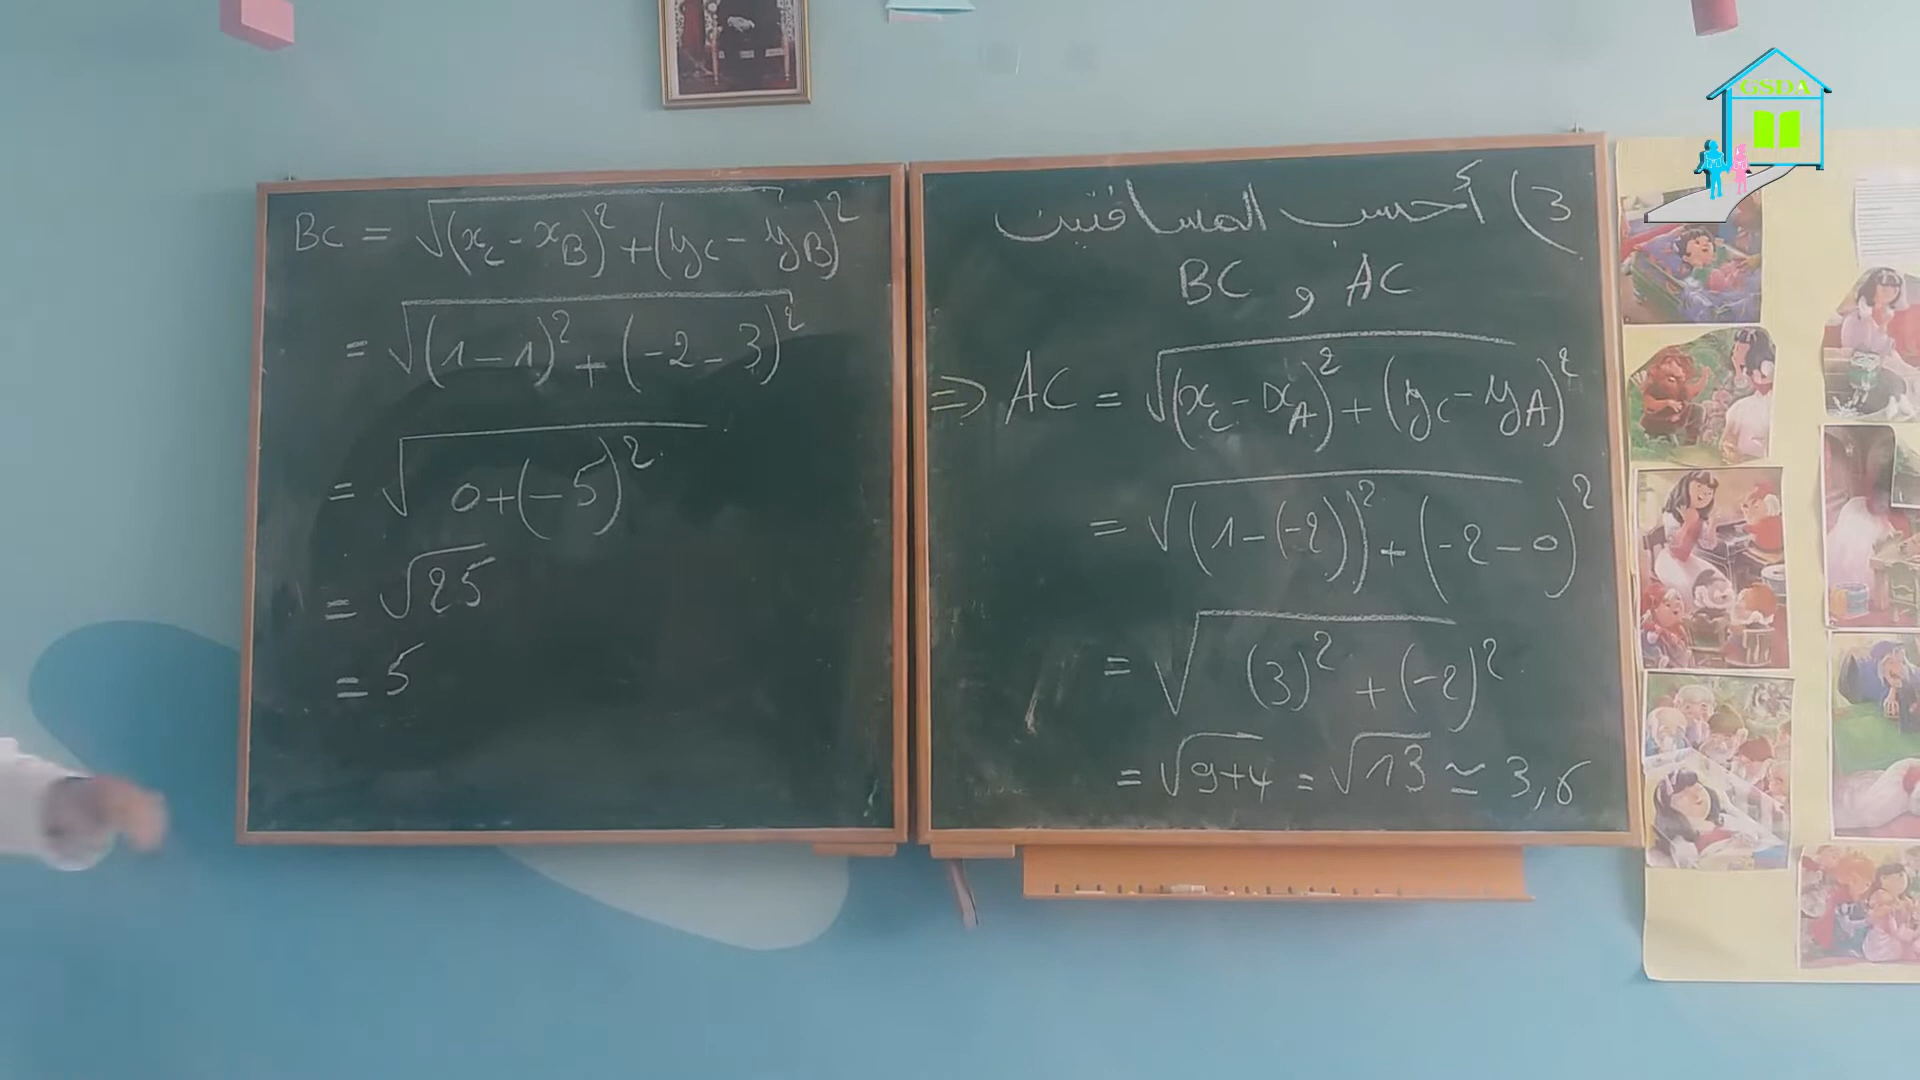 GSDA
3) أحسب المسافتين
AC و BC
⇒ AC = √((x_C - x_A)² + (y_C - y_A)²)
= √((1-(-2))² + (-2-0)²)
= √((3)² + (-2)²)
= √(9+4) = √13 ≃ 3,6
BC = √((x_C - x_B)² + (y_C - y_B)²)
= √((1-1)² + (-2-3)²)
= √(0+(-5)²)
= √25
= 5